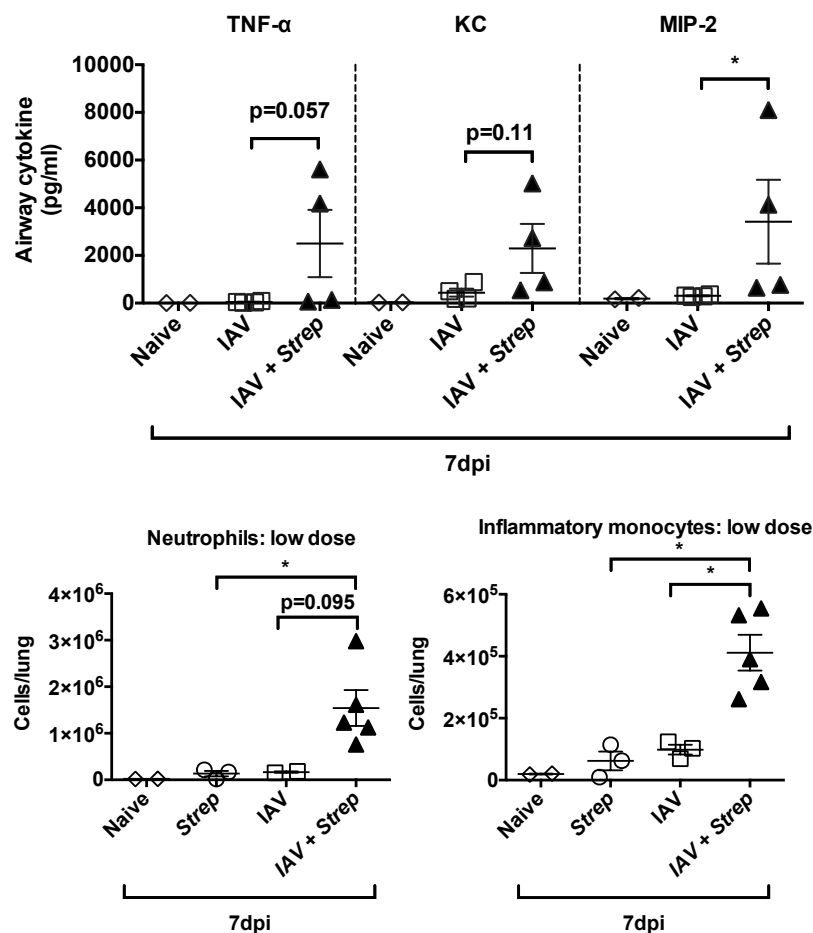 TNF-α KC MIP-2
10000
8000
6000
4000
2000
0
Airway cytokine
(pg/ml)
p=0.057
p=0.11
*
Naive IAV IAV + Strep Naive IAV IAV + Strep Naive IAV IAV + Strep
7dpi
Neutrophils: low dose
*
p=0.095
4×10⁶
3×10⁶
2×10⁶
1×10⁶
0
Cells/lung
Naive Strep IAV IAV + Strep
7dpi
Inflammatory monocytes: low dose
*
*
6×10⁵
4×10⁵
2×10⁵
0
Cells/lung
Naive Strep IAV IAV + Strep
7dpi